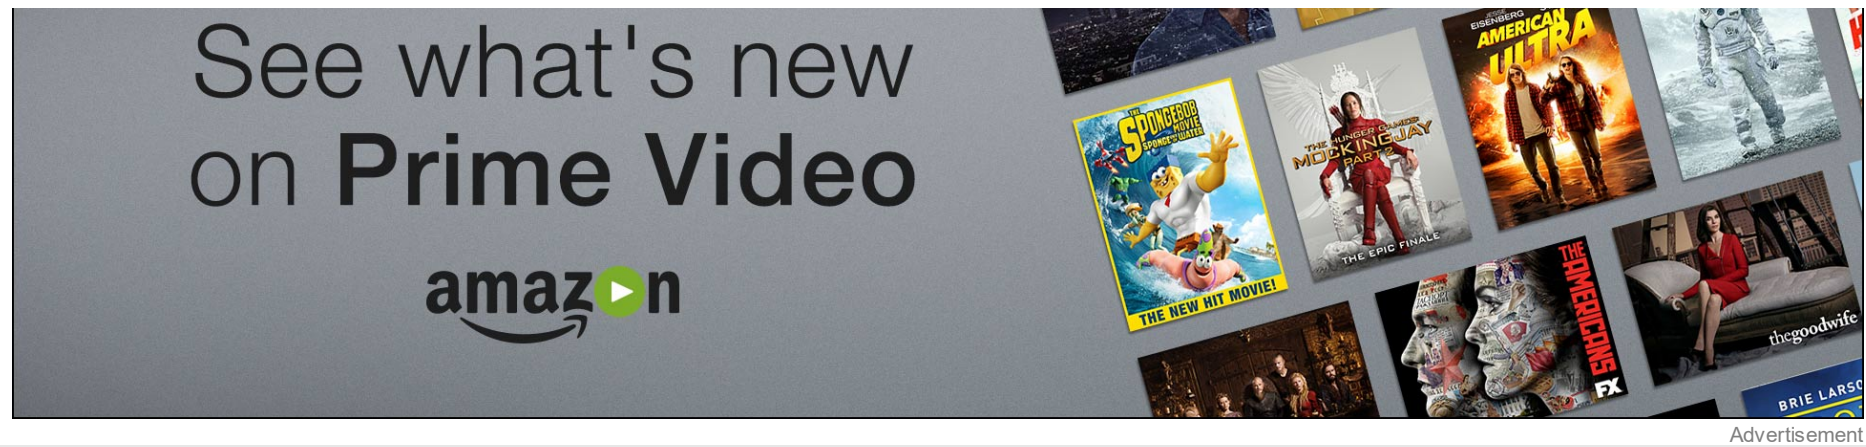 See what's new
on Prime Video
amazon
EISENBERG
AMERICAN
ULTRA
THE
SPONGEBOB
MOVIE
SPONGE OUT OF WATER
THE NEW HIT MOVIE!
THE HUNGER GAMES
MOCKINGJAY
PART 2
THE EPIC FINALE
THE AMERICANS
FX
thegoodwife
BRIE LARSO
Advertisement